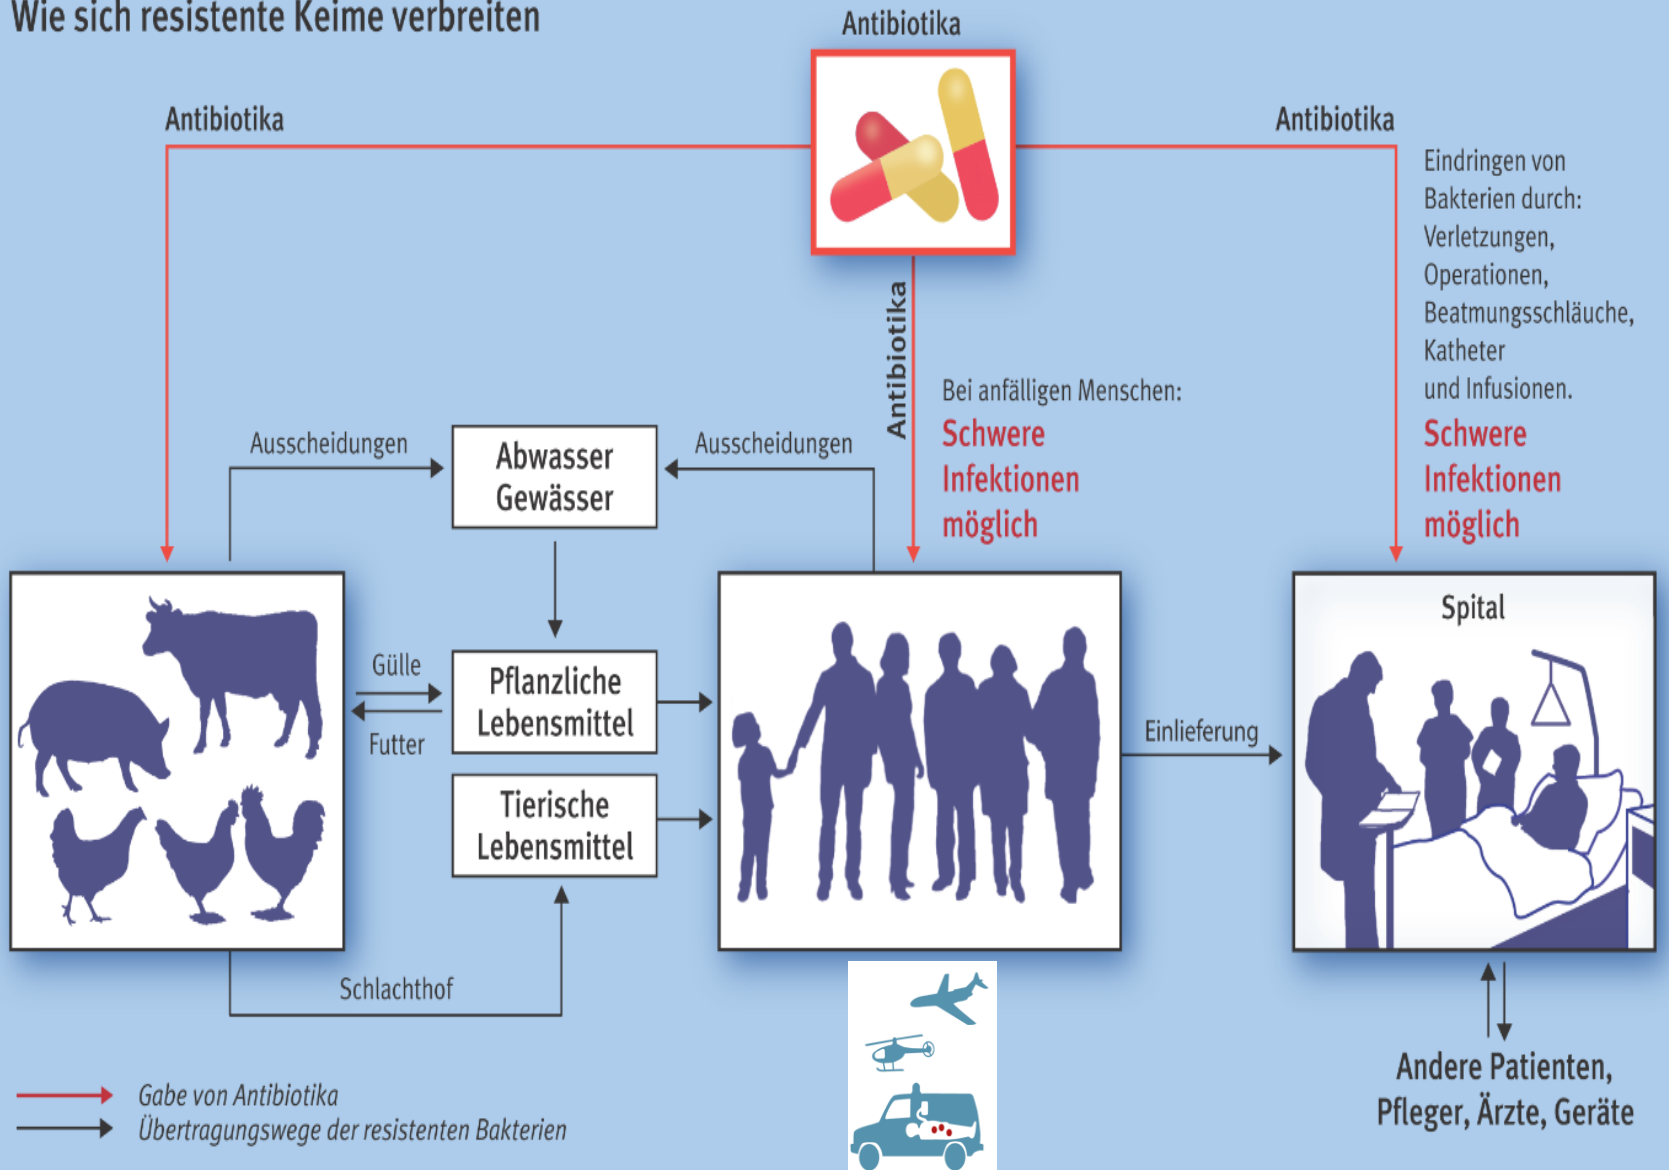 Wie sich resistente Keime verbreiten
Antibiotika
Antibiotika
Antibiotika
Eindringen von
Bakterien durch:
Verletzungen,
Operationen,
Beatmungsschläuche,
Katheter
und Infusionen.
Schwere
Infektionen
möglich
Antibiotika
Bei anfälligen Menschen:
Schwere
Infektionen
möglich
Ausscheidungen
Abwasser
Gewässer
Ausscheidungen
Gülle
Futter
Pflanzliche
Lebensmittel
Tierische
Lebensmittel
Einlieferung
Spital
Schlachthof
Andere Patienten,
Pfleger, Ärzte, Geräte
Gabe von Antibiotika
Übertragungswege der resistenten Bakterien